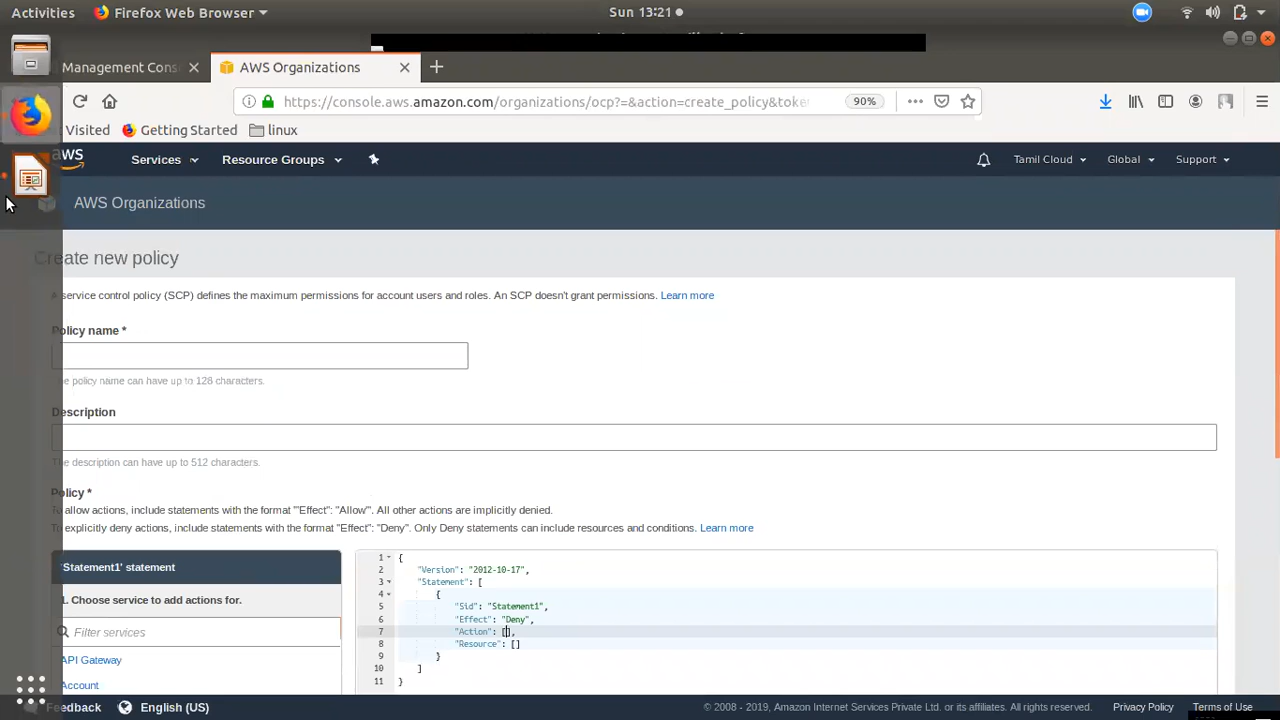 Activities Firefox Web Browser Sun 13:21
Management Cons AWS Organizations
https://console.aws.amazon.com/organizations/ocp?=&action=create_policy&toke 90%
Visited Getting Started linux
aws Services Resource Groups Tamil Cloud Global Support
AWS Organizations
Create new policy
service control policy (SCP) defines the maximum permissions for account users and roles. An SCP doesn't grant permissions. Learn more
Policy name *
The policy name can have up to 128 characters.
Description
The description can have up to 512 characters.
Policy *
To allow actions, include statements with the format "Effect": "Allow". All other actions are implicitly denied.
To explicitly deny actions, include statements with the format "Effect": "Deny". Only Deny statements can include resources and conditions. Learn more
'Statement1' statement
1. Choose service to add actions for.
Filter services
API Gateway
Account
1 {
2 "Version": "2012-10-17",
3 "Statement": [
4 {
5 "Sid": "Statement1",
6 "Effect": "Deny",
7 "Action": [],
8 "Resource": []
9 }
10 ]
11 }
Feedback English (US) © 2008 - 2019, Amazon Internet Services Private Ltd. or its affiliates. All rights reserved. Privacy Policy Terms of Use